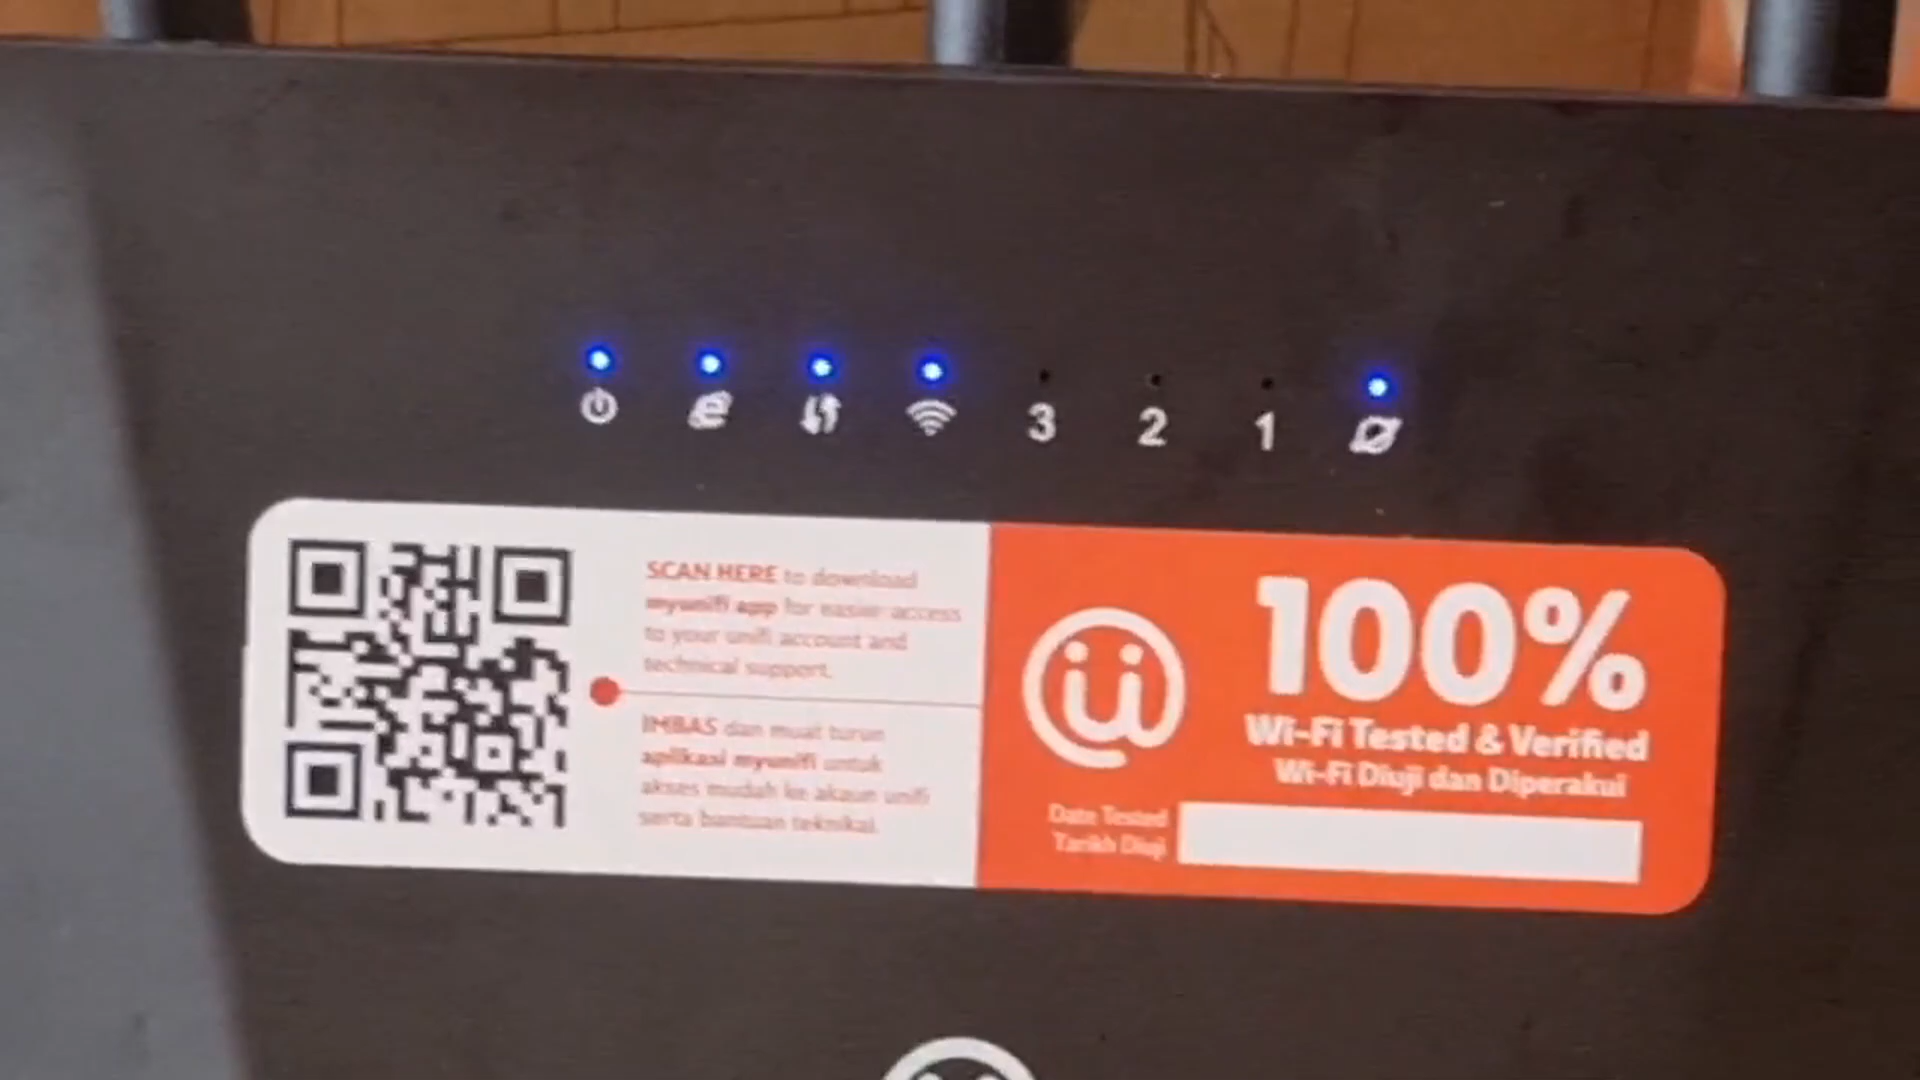 3 2 1
SCAN HERE to download
myunifi app for easier access
to your unifi account and
technical support.
IMBAS dan muat turun
aplikasi myunifi untuk
akses mudah ke akaun unifi
serta bantuan teknikal.
100%
Wi-Fi Tested & Verified
Wi-Fi Diuji dan Diperakui
Date Tested
Tarikh Diuji